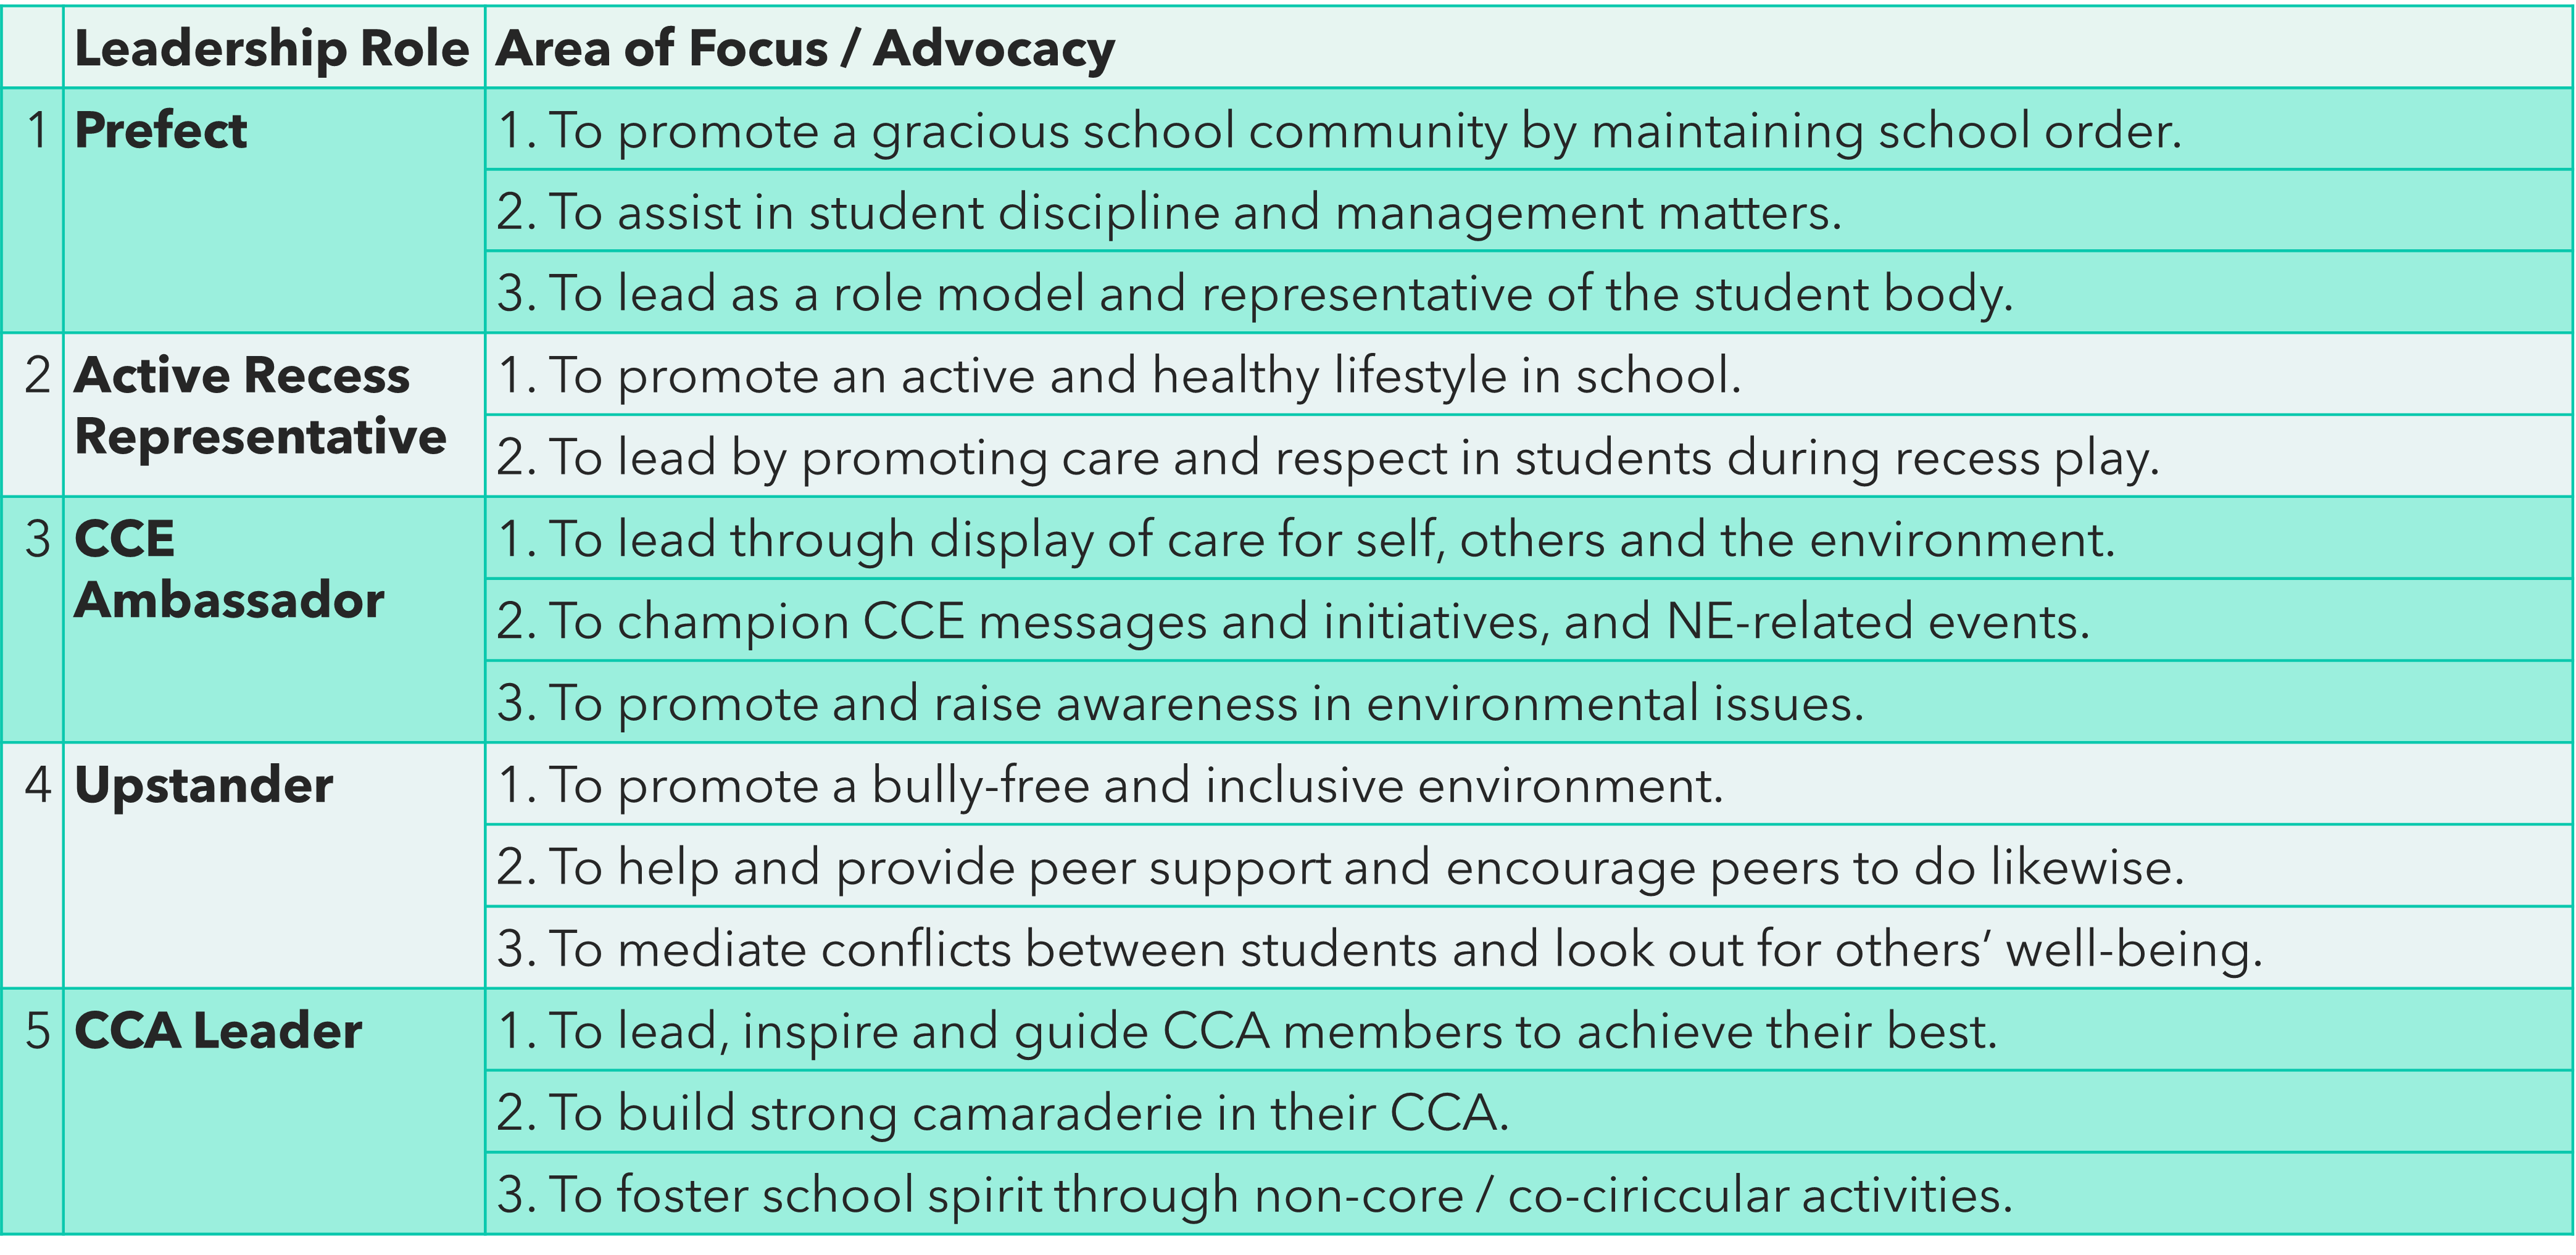 Leadership Role Area of Focus / Advocacy
1 Prefect 1. To promote a gracious school community by maintaining school order.
2. To assist in student discipline and management matters.
3. To lead as a role model and representative of the student body.
2 Active Recess 1. To promote an active and healthy lifestyle in school.
Representative 2. To lead by promoting care and respect in students during recess play.
3 CCE 1. To lead through display of care for self, others and the environment.
Ambassador 2. To champion CCE messages and initiatives, and NE-related events.
3. To promote and raise awareness in environmental issues.
4 Upstander 1. To promote a bully-free and inclusive environment.
2. To help and provide peer support and encourage peers to do likewise.
3. To mediate conflicts between students and look out for others’ well-being.
5 CCA Leader 1. To lead, inspire and guide CCA members to achieve their best.
2. To build strong camaraderie in their CCA.
3. To foster school spirit through non-core / co-ciriccular activities.